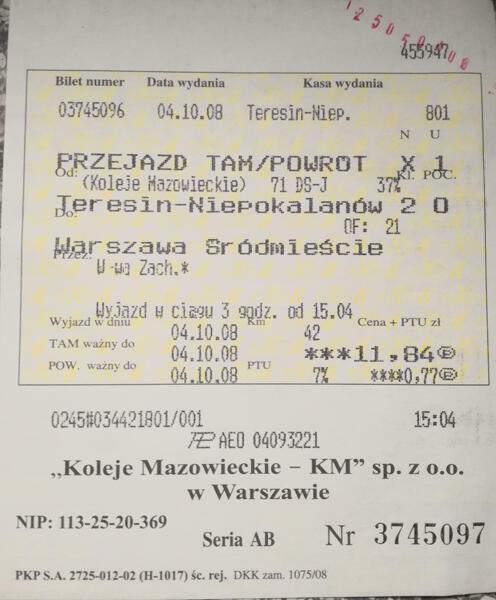 1250504108
455947
Bilet numer Data wydania Kasa wydania
03745096 04.10.08 Teresin-Niep. 801
N U
PRZEJAZD TAM/POWROT X 1
Od: (Koleje Mazowieckie) 71 DS-J 37% Kl. POC.
Teresin-Niepokalanów 2 O
Do: OF: 21
Warszawa Sródmieście
Przez: W-wa Zach.*
Wyjazd w ciagu 3 godz. od 15.04
Wyjazd w dniu 04.10.08 Km 42 Cena + PTU zł
TAM ważny do 04.10.08 ***11,84
POW. ważny do 04.10.08 PTU 7% ****0,77
0245#034421801/001 15:04
AEO 04093221
„Koleje Mazowieckie – KM” sp. z o.o.
w Warszawie
NIP: 113-25-20-369
Seria AB Nr 3745097
PKP S.A. 2725-012-02 (H-1017) śc. rej. DKK zam. 1075/08